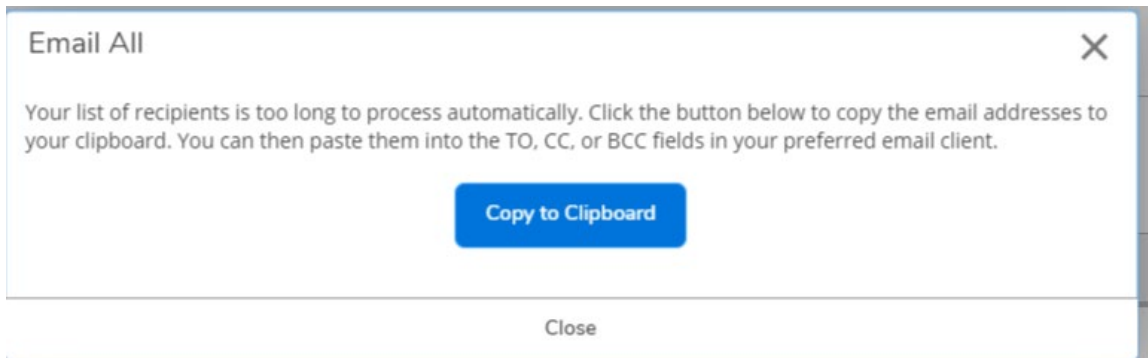 Email All
Your list of recipients is too long to process automatically. Click the button below to copy the email addresses to
your clipboard. You can then paste them into the TO, CC, or BCC fields in your preferred email client.
Copy to Clipboard
Close